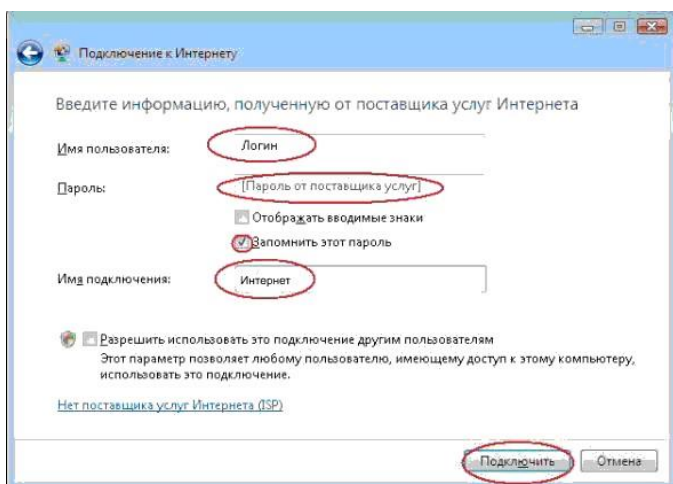 Подключение к Интернету
Введите информацию, полученную от поставщика услуг Интернета
Имя пользователя: Логин
Пароль: [Пароль от поставщика услуг]
Отображать вводимые знаки
Запомнить этот пароль
Имя подключения: Интернет
Разрешить использовать это подключение другим пользователям
Этот параметр позволяет любому пользователю, имеющему доступ к этому компьютеру,
использовать это подключение.
Нет поставщика услуг Интернета (ISP)
Подключить Отмена